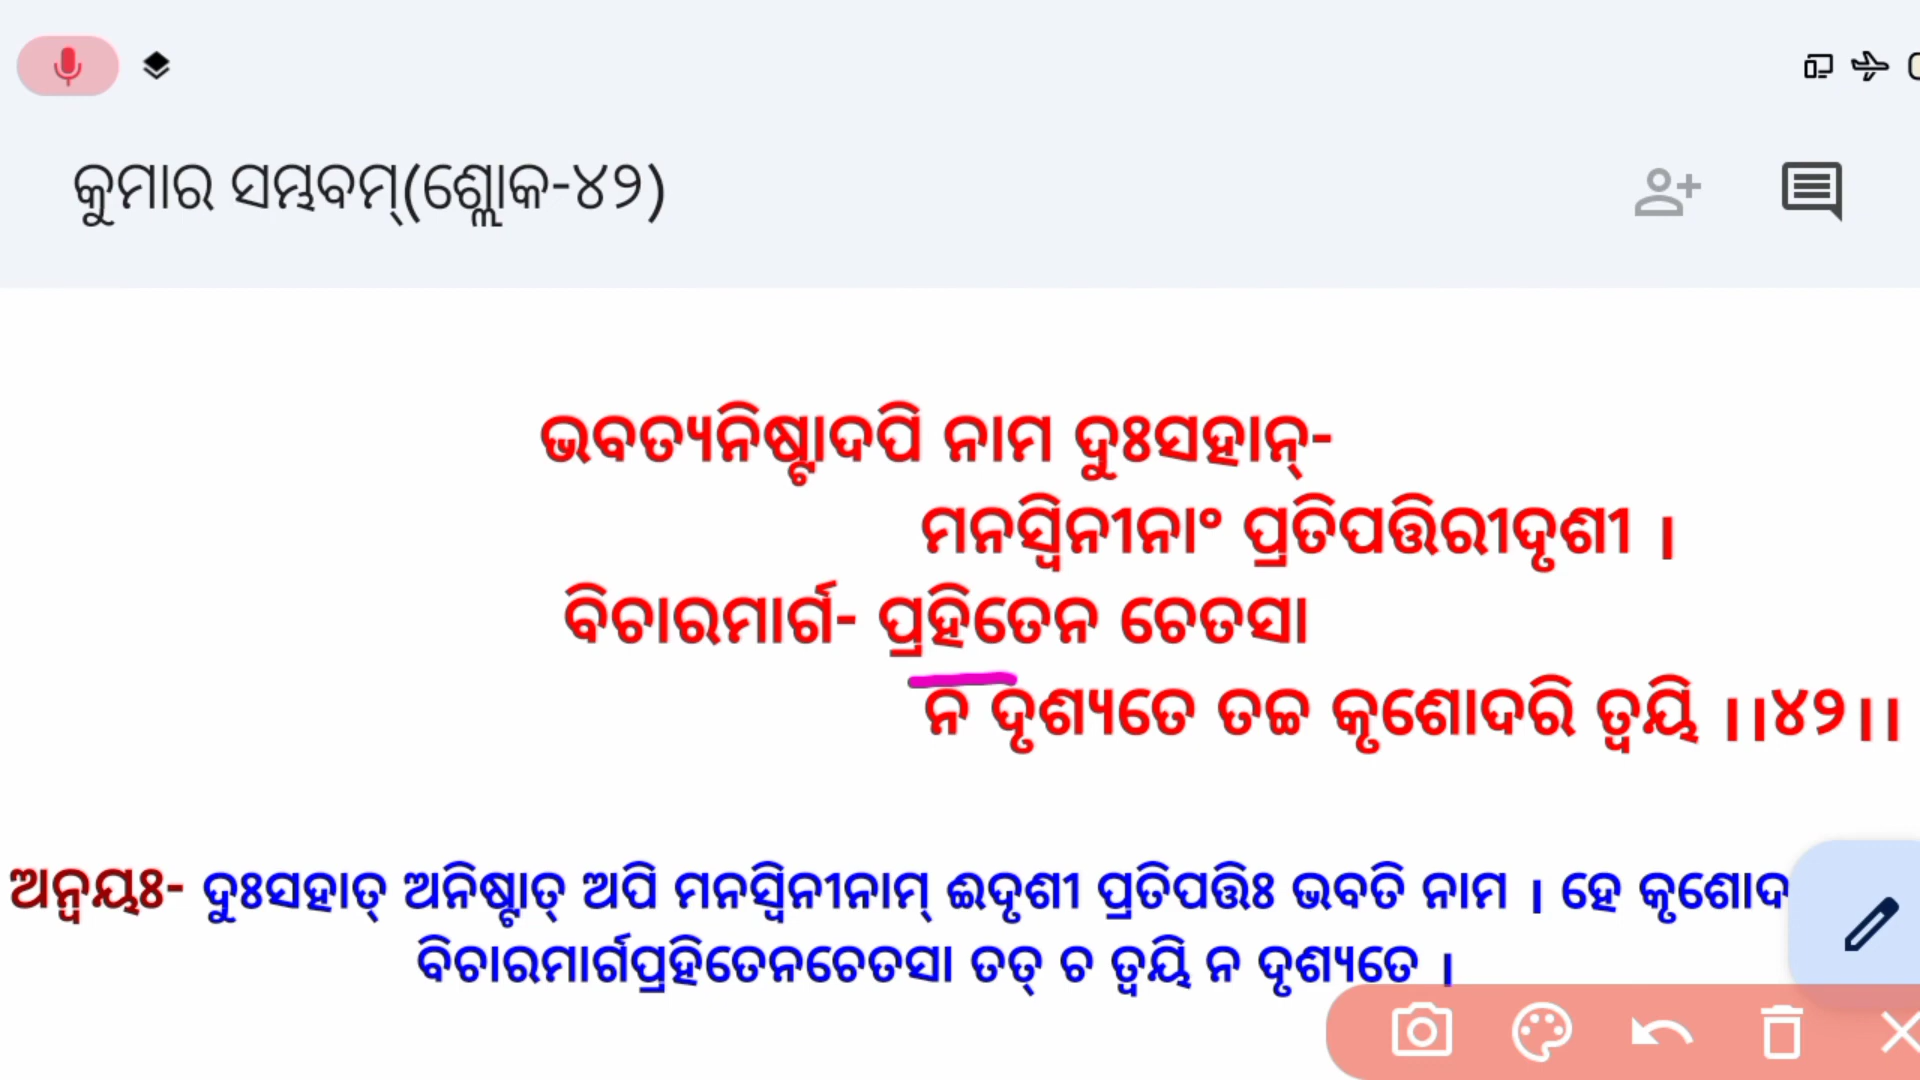 କୁମାର ସମ୍ଭବମ୍(ଶ୍ଳୋକ-୪୨)
ଭବତ୍ୟନିଷ୍ଟାଦପି ନାମ ଦୁଃସହାନ୍-
ମନସ୍ୱିନୀନାଂ ପ୍ରତିପତ୍ତିରୀଦୃଶୀ ।
ବିଚାରମାର୍ଗ- ପ୍ରହିତେନ ଚେତସା
ନ ଦୃଶ୍ୟତେ ତଚ୍ଚ କୃଶୋଦରି ତ୍ୱୟି ।।୪୨।।
ଅନ୍ୱୟଃ- ଦୁଃସହାତ୍ ଅନିଷ୍ଟାତ୍ ଅପି ମନସ୍ୱିନୀନାମ୍ ଈଦୃଶୀ ପ୍ରତିପତ୍ତିଃ ଭବତି ନାମ । ହେ କୃଶୋଦ
ବିଚାରମାର୍ଗପ୍ରହିତେନଚେତସା ତତ୍ ଚ ତ୍ୱୟି ନ ଦୃଶ୍ୟତେ ।